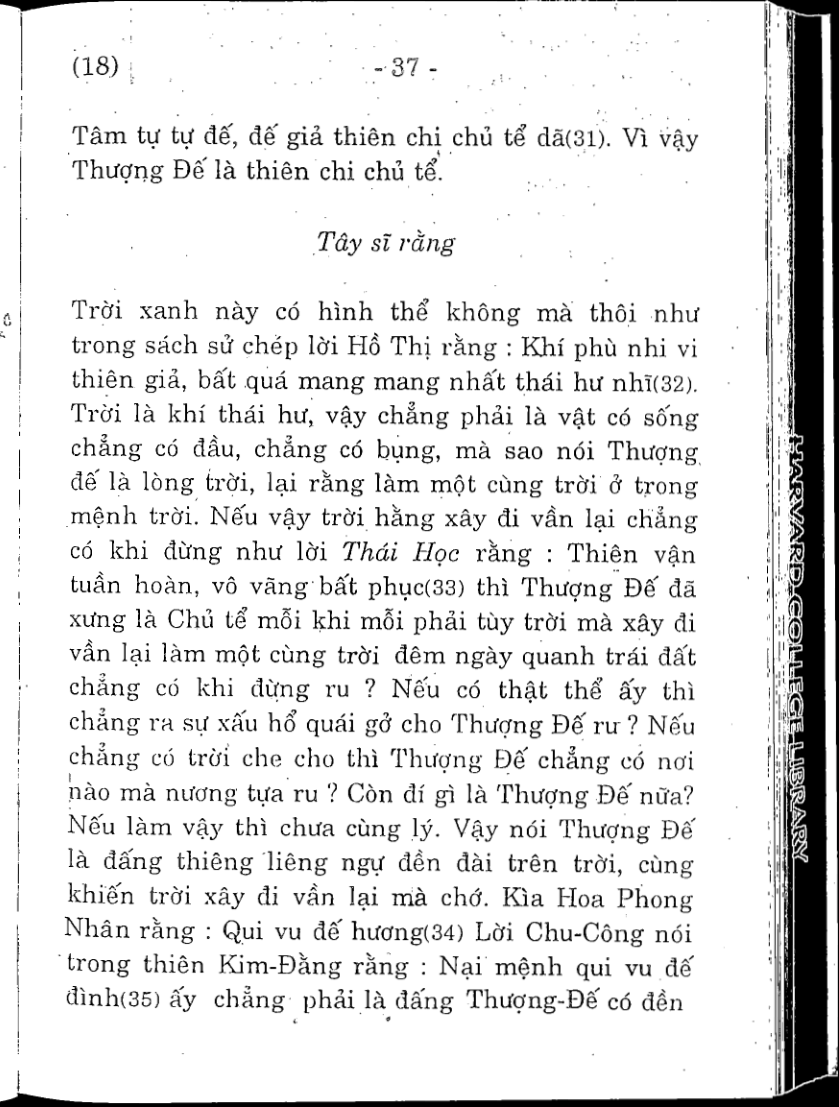 (18)
- 37 -
Tâm tự tự đế, đế giả thiên chi chủ tể dã(31). Vì vậy
Thượng Đế là thiên chi chủ tể.
Tây sĩ rằng
Trời xanh này có hình thể không mà thôi như
trong sách sử chép lời Hồ Thị rằng : Khí phù nhi vi
thiên giả, bất quá mang mang nhất thái hư nhĩ(32).
Trời là khí thái hư, vậy chẳng phải là vật có sống
chẳng có đầu, chẳng có bụng, mà sao nói Thượng
đế là lòng trời, lại rằng làm một cùng trời ở trong
mệnh trời. Nếu vậy trời hằng xây đi vần lại chẳng
có khi đừng như lời Thái Học rằng : Thiên vận
tuần hoàn, vô vãng bất phục(33) thì Thượng Đế đã
xưng là Chủ tể mỗi khi mỗi phải tùy trời mà xây đi
vần lại làm một cùng trời đêm ngày quanh trái đất
chẳng có khi đừng ru ? Nếu có thật thể ấy thì
chẳng ra sự xấu hổ quái gở cho Thượng Đế ru ? Nếu
chẳng có trời che cho thì Thượng Đế chẳng có nơi
nào mà nương tựa ru ? Còn đí gì là Thượng Đế nữa?
Nếu làm vậy thì chưa cùng lý. Vậy nói Thượng Đế
là đấng thiêng liêng ngự đền đài trên trời, cùng
khiến trời xây đi vần lại mà chớ. Kìa Hoa Phong
Nhân rằng : Qui vu đế hương(34) Lời Chu-Công nói
trong thiên Kim-Đằng rằng : Nại mệnh qui vu đế
đình(35) ấy chẳng phải là đấng Thượng-Đế có đền
HARVARD COLLEGE LIBRARY